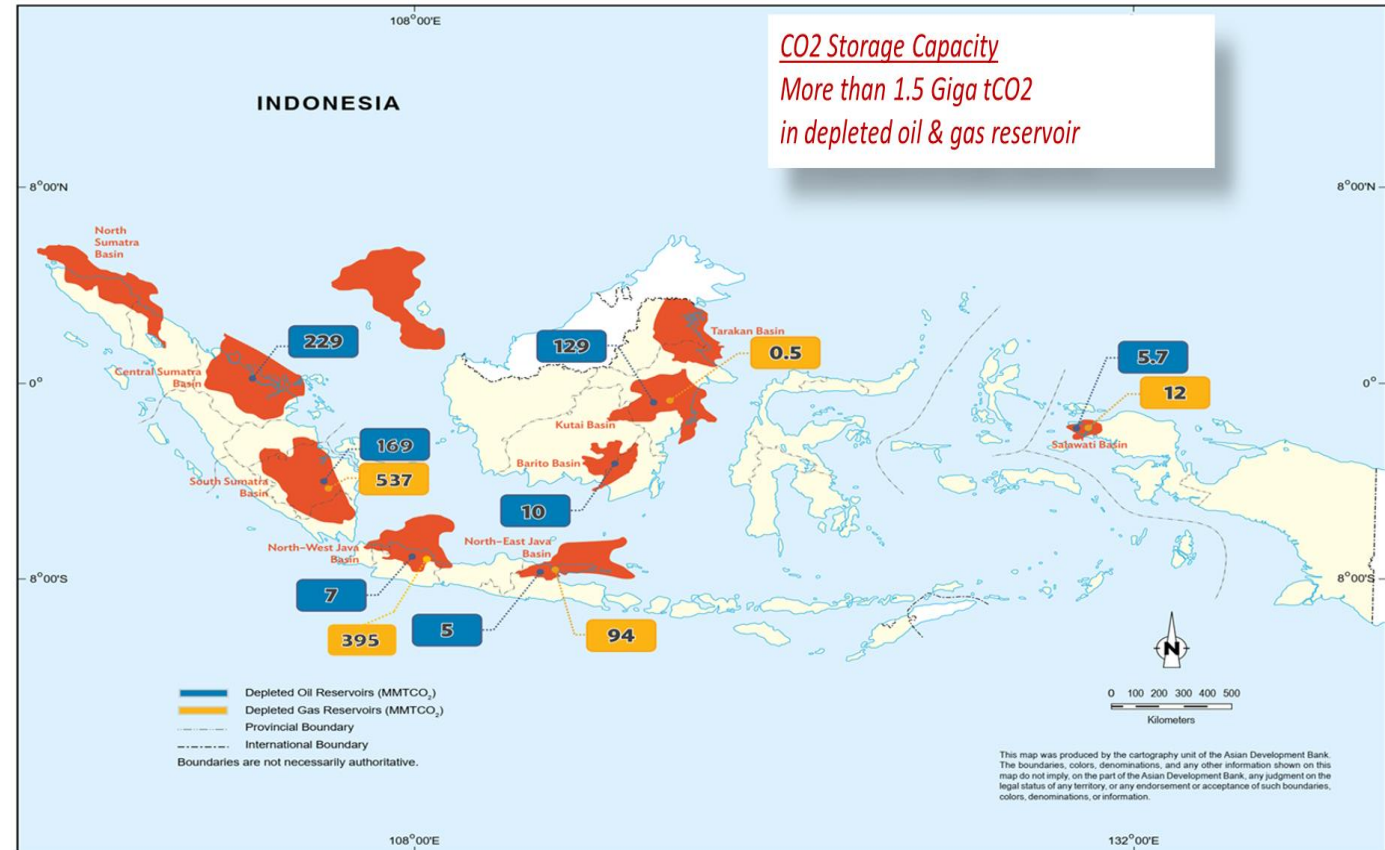 108°00'E
CO2 Storage Capacity
More than 1.5 Giga tCO2
in depleted oil & gas reservoir
INDONESIA
8°00'N
8°00'N
North
Sumatra
Basin
229
129
Tarakan Basin
0.5
5.7
12
Central Sumatra
Basin
0°
0°
Kutai Basin
169
537
South Sumatra
Basin
Barito Basin
10
Salawati Basin
North-West Java
Basin
North-East Java
Basin
8°00'S
8°00'S
7
395
5
94
N
Depleted Oil Reservoirs (MMTCO₂)
Depleted Gas Reservoirs (MMTCO₂)
Provincial Boundary
International Boundary
Boundaries are not necessarily authoritative.
0 100 200 300 400 500
Kilometers
This map was produced by the cartography unit of the Asian Development Bank.
The boundaries, colors, denominations, and any other information shown on this
map do not imply, on the part of the Asian Development Bank, any judgment on the
legal status of any territory, or any endorsement or acceptance of such boundaries,
colors, denominations, or information.
108°00'E
132°00'E